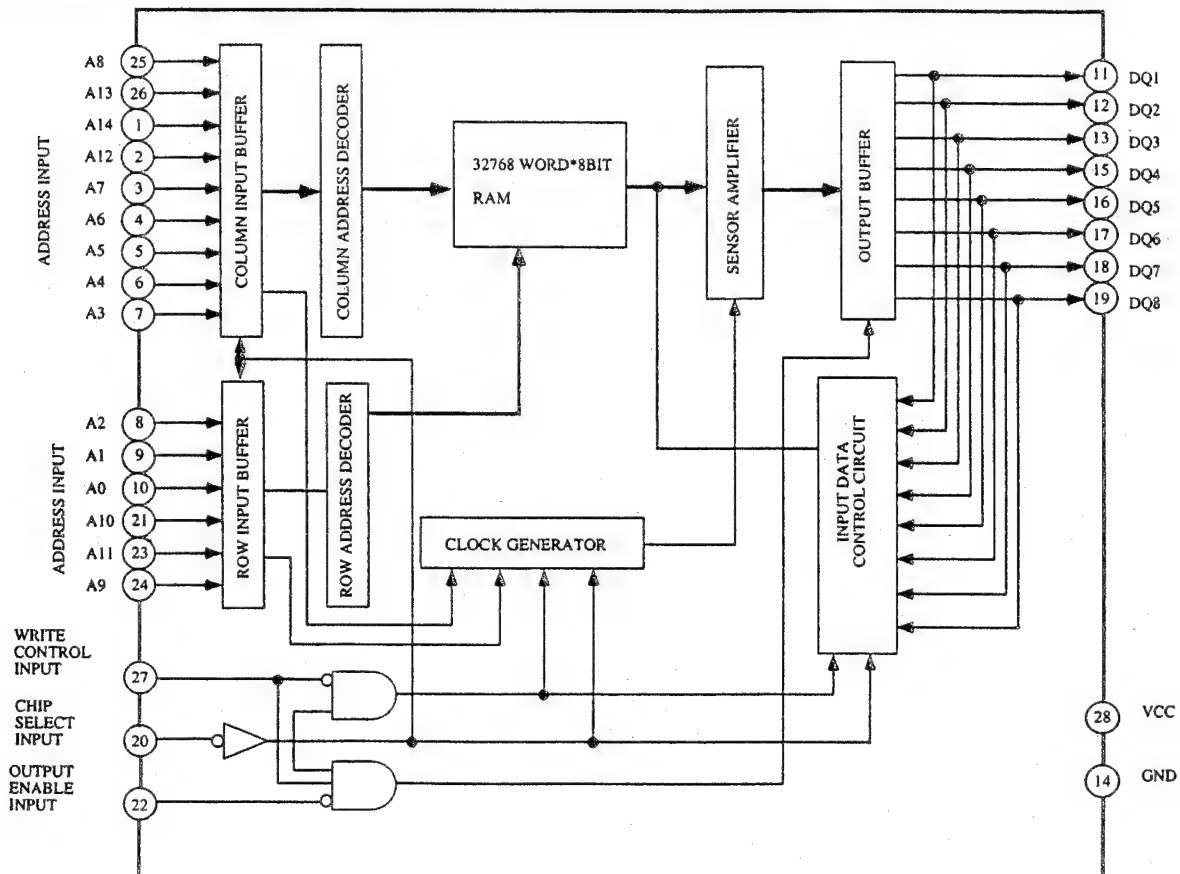 ADDRESS INPUT
A8 25
A13 26
A14 1
A12 2
A7 3
A6 4
A5 5
A4 6
A3 7
COLUMN INPUT BUFFER
COLUMN ADDRESS DECODER
32768 WORD*8BIT
RAM
SENSOR AMPLIFIER
OUTPUT BUFFER
11 DQ1
12 DQ2
13 DQ3
15 DQ4
16 DQ5
17 DQ6
18 DQ7
19 DQ8
ADDRESS INPUT
A2 8
A1 9
A0 10
A10 21
A11 23
A9 24
ROW INPUT BUFFER
ROW ADDRESS DECODER
CLOCK GENERATOR
INPUT DATA
CONTROL CIRCUIT
WRITE
CONTROL
INPUT
27
CHIP
SELECT
INPUT
20
OUTPUT
ENABLE
INPUT
22
28 VCC
14 GND